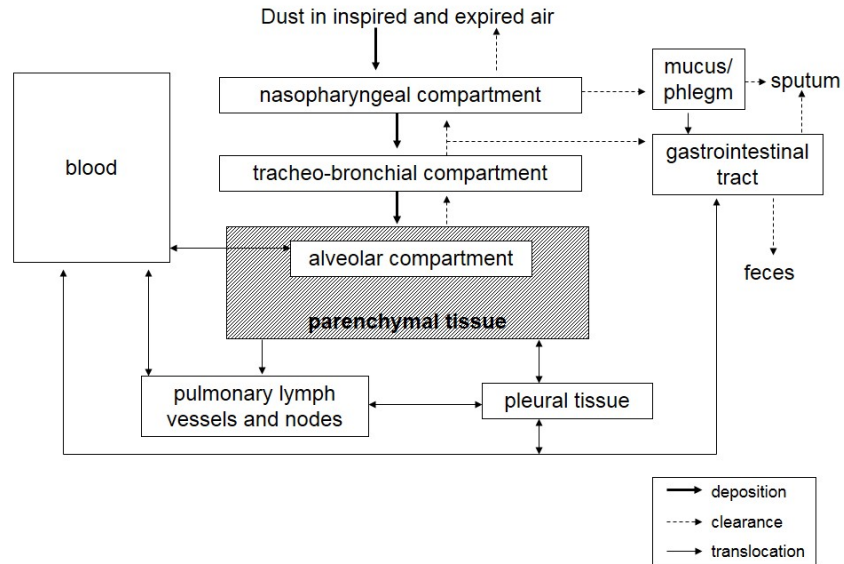 Dust in inspired and expired air
nasopharyngeal compartment
mucus/
phlegm
sputum
blood
tracheo-bronchial compartment
gastrointestinal
tract
alveolar compartment
feces
parenchymal tissue
pulmonary lymph
vessels and nodes
pleural tissue
deposition
clearance
translocation